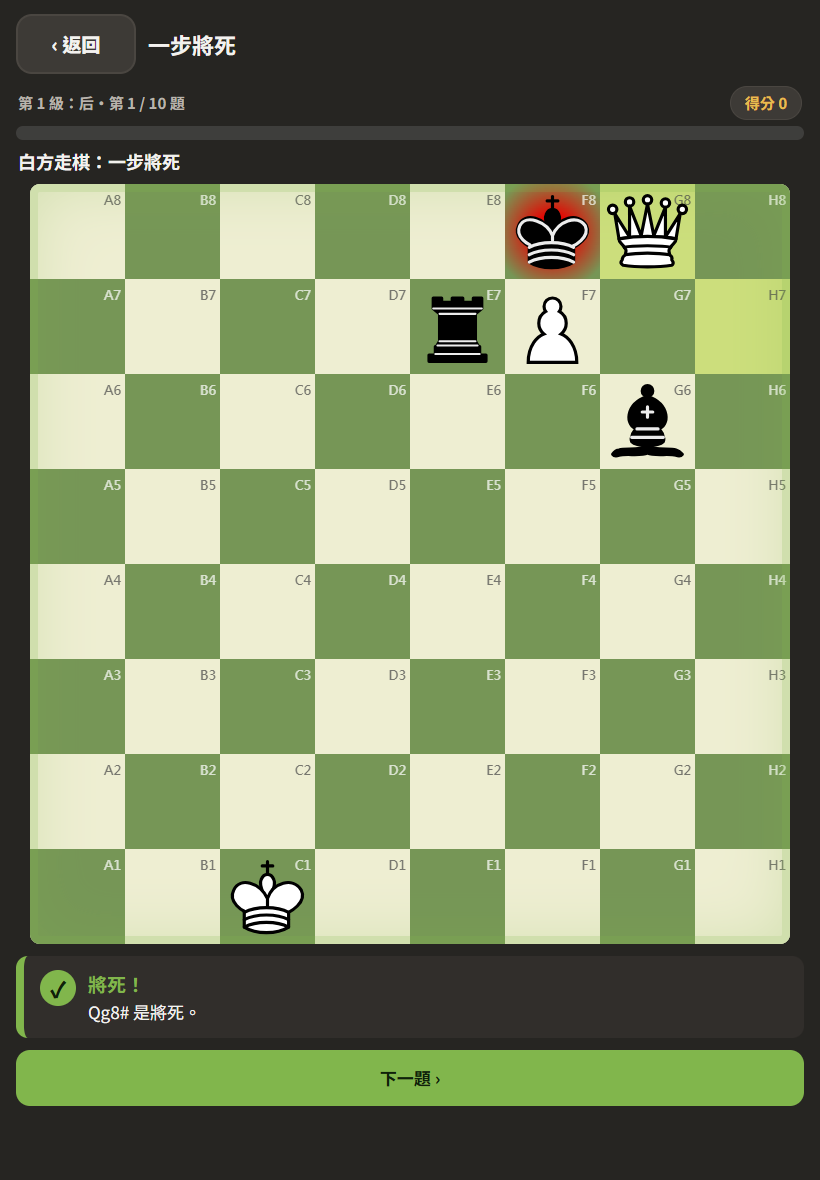 ‹ 返回 一步將死
第 1 級：后・第 1 / 10 題 得分 0
白方走棋：一步將死
A8 B8 C8 D8 E8 F8 G8 H8
A7 B7 C7 D7 E7 F7 G7 H7
A6 B6 C6 D6 E6 F6 G6 H6
A5 B5 C5 D5 E5 F5 G5 H5
A4 B4 C4 D4 E4 F4 G4 H4
A3 B3 C3 D3 E3 F3 G3 H3
A2 B2 C2 D2 E2 F2 G2 H2
A1 B1 C1 D1 E1 F1 G1 H1
將死！
Qg8# 是將死。
下一題 ›